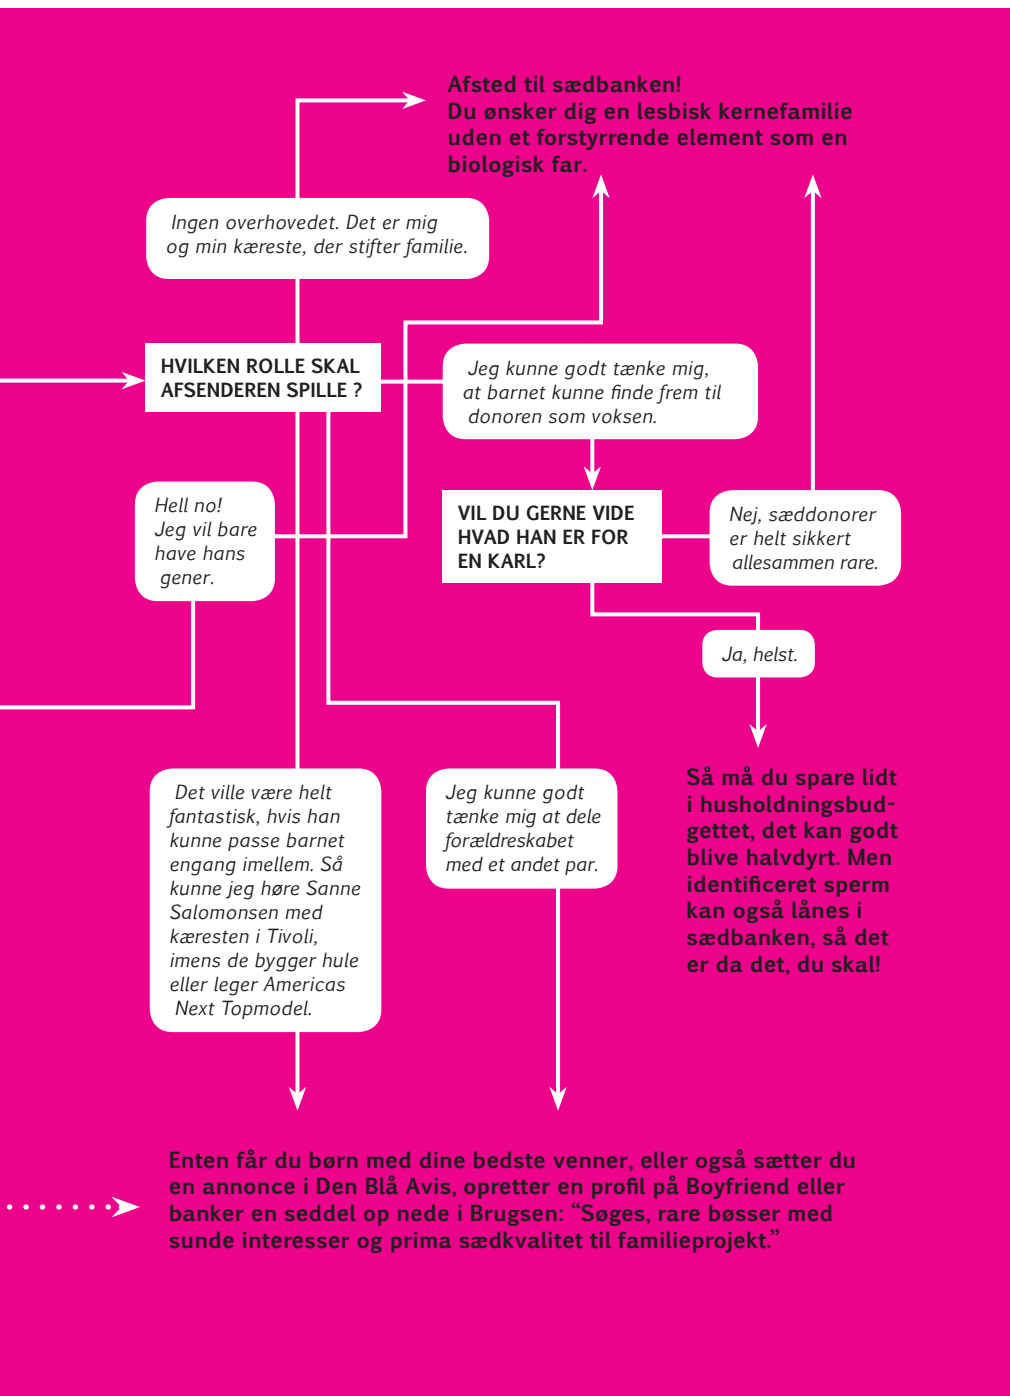 Afsted til sædbanken!
Du ønsker dig en lesbisk kernefamilie
uden et forstyrrende element som en
biologisk far.
Ingen overhovedet. Det er mig
og min kæreste, der stifter familie.
HVILKEN ROLLE SKAL
AFSENDEREN SPILLE ?
Jeg kunne godt tænke mig,
at barnet kunne finde frem til
donoren som voksen.
Hell no!
Jeg vil bare
have hans
gener.
VIL DU GERNE VIDE
HVAD HAN ER FOR
EN KARL?
Nej, sæddonorer
er helt sikkert
allesammen rare.
Ja, helst.
Det ville være helt
fantastisk, hvis han
kunne passe barnet
engang imellem. Så
kunne jeg høre Sanne
Salomonsen med
kæresten i Tivoli,
imens de bygger hule
eller leger Americas
Next Topmodel.
Jeg kunne godt
tænke mig at dele
forældreskabet
med et andet par.
Så må du spare lidt
i husholdningsbud-
gettet, det kan godt
blive halvdyrt. Men
identificeret sperm
kan også lånes i
sædbanken, så det
er da det, du skal!
Enten får du børn med dine bedste venner, eller også sætter du
en annonce i Den Blå Avis, opretter en profil på Boyfriend eller
banker en seddel op nede i Brugsen: “Søges, rare bøsser med
sunde interesser og prima sædkvalitet til familieprojekt.”